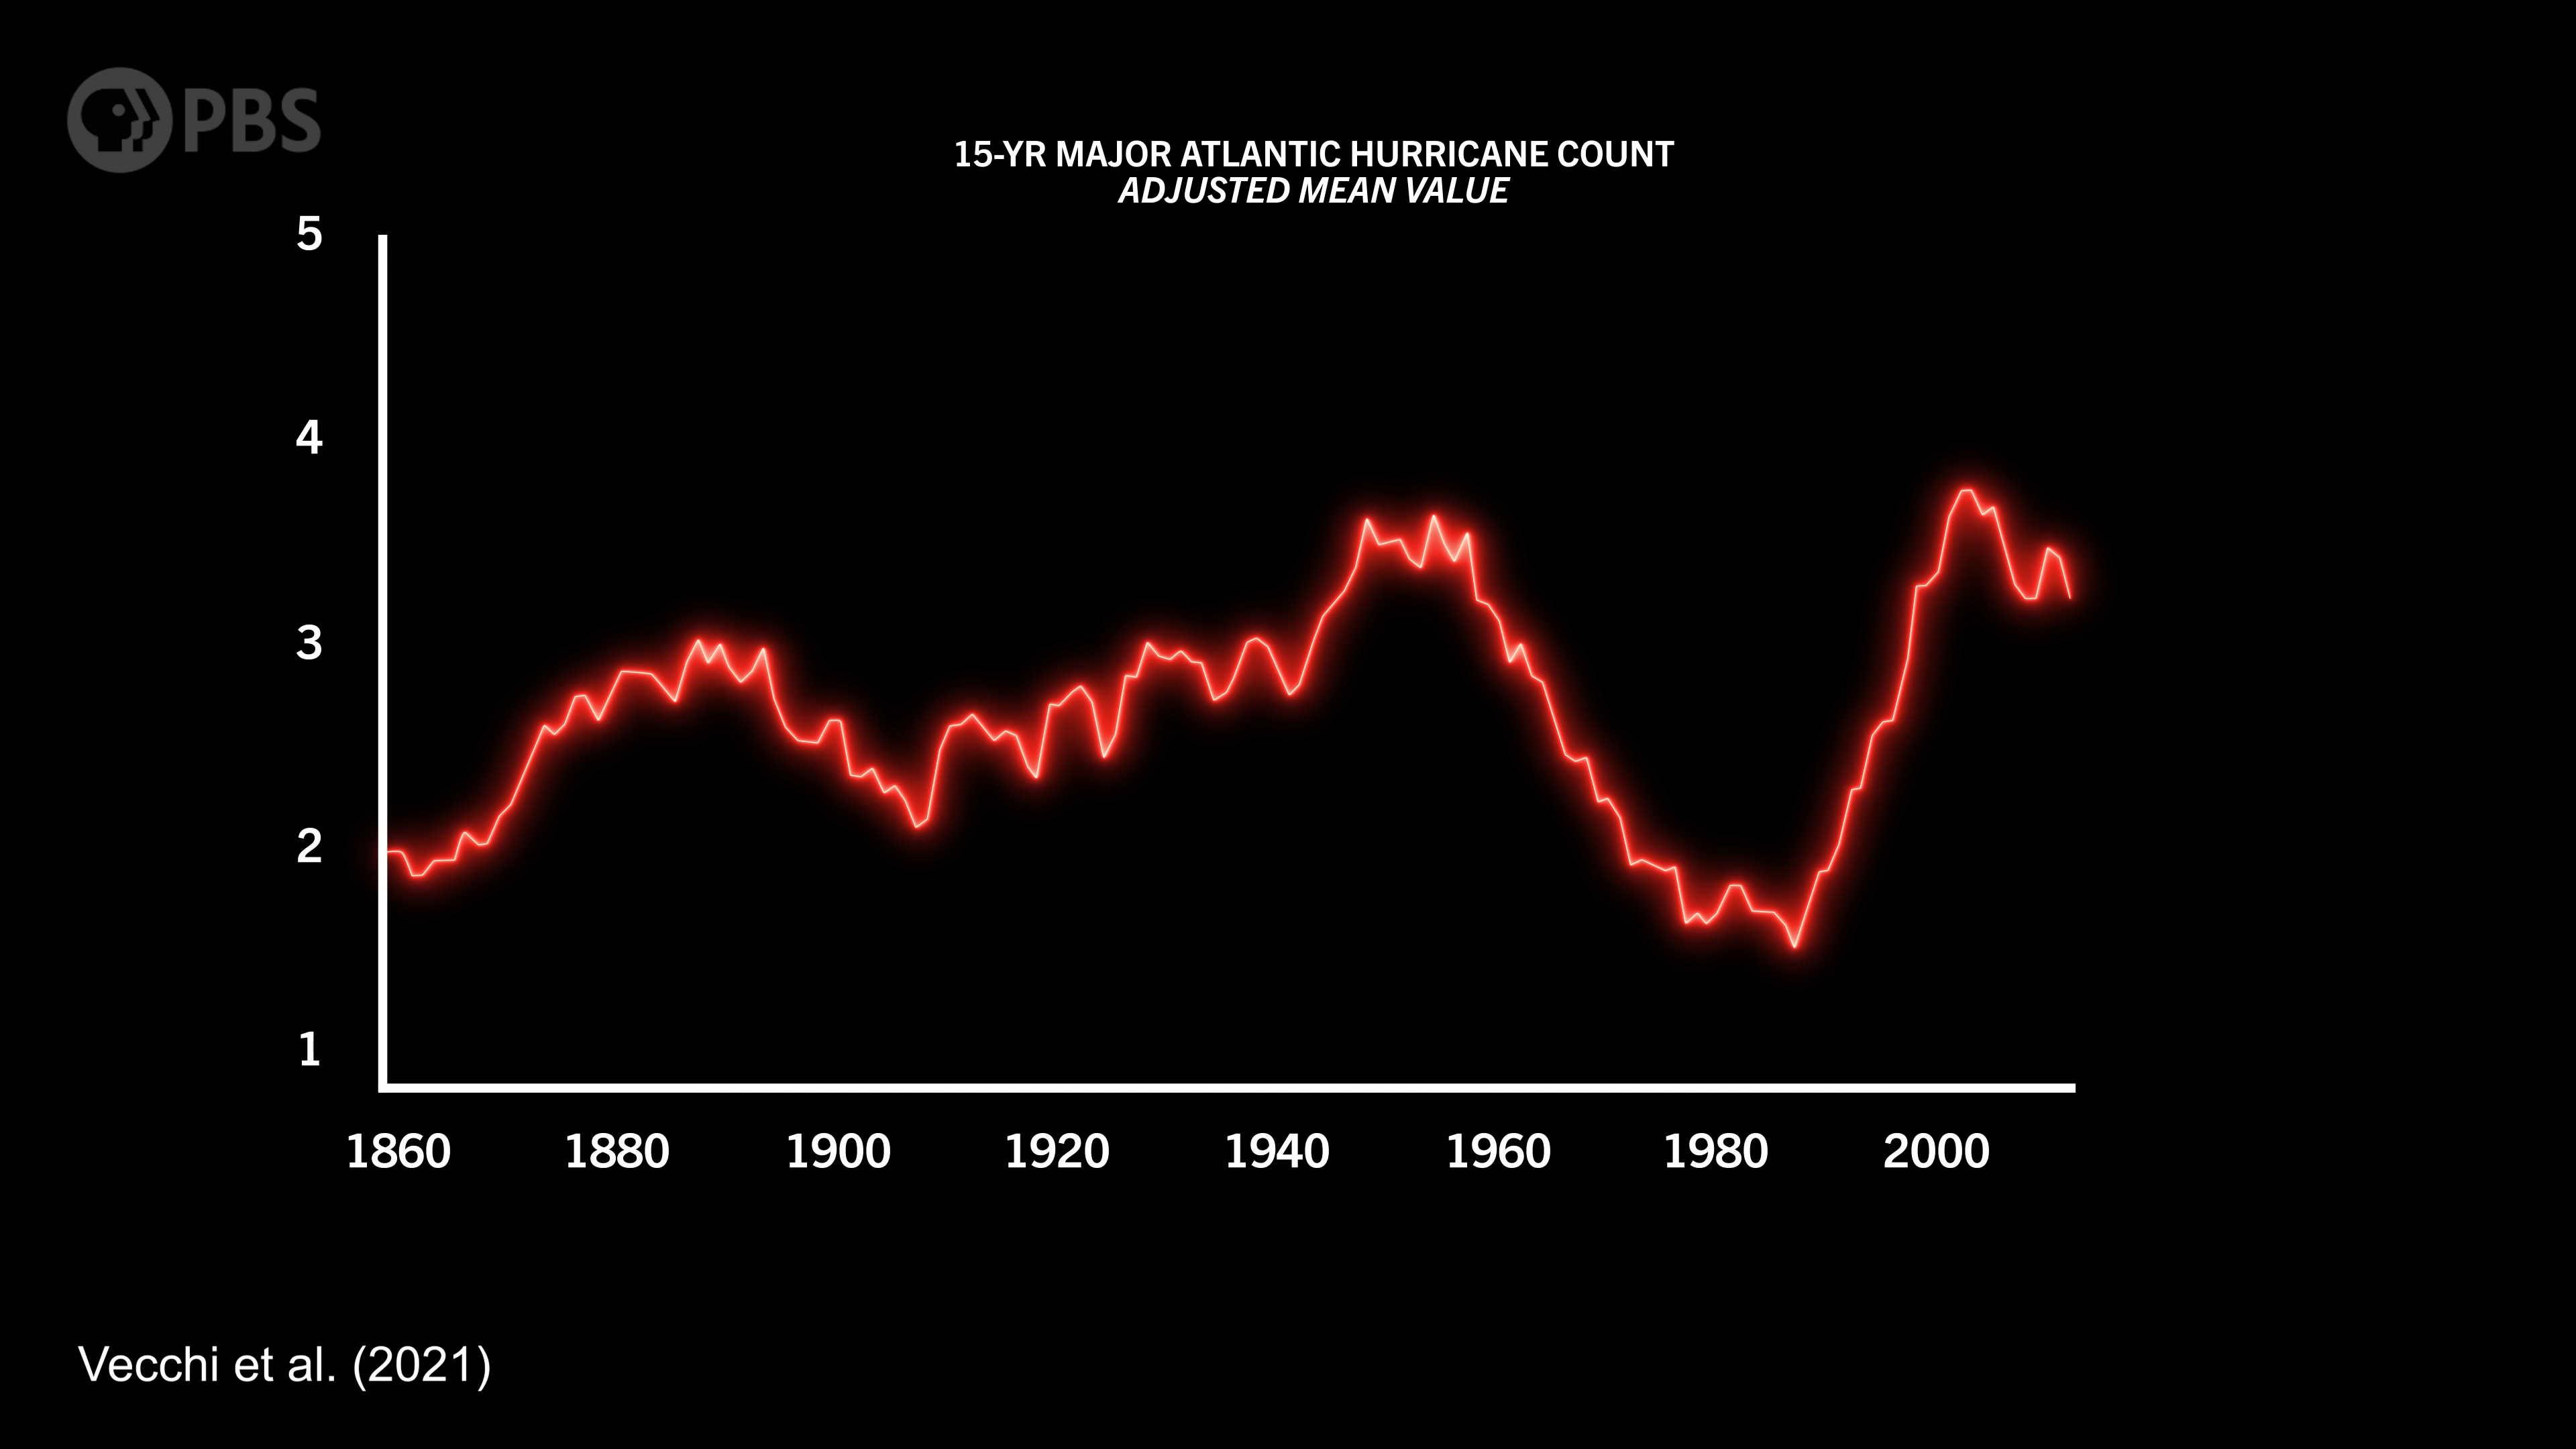 PBS
15-YR MAJOR ATLANTIC HURRICANE COUNT
ADJUSTED MEAN VALUE
5
4
3
2
1
1860 1880 1900 1920 1940 1960 1980 2000
Vecchi et al. (2021)